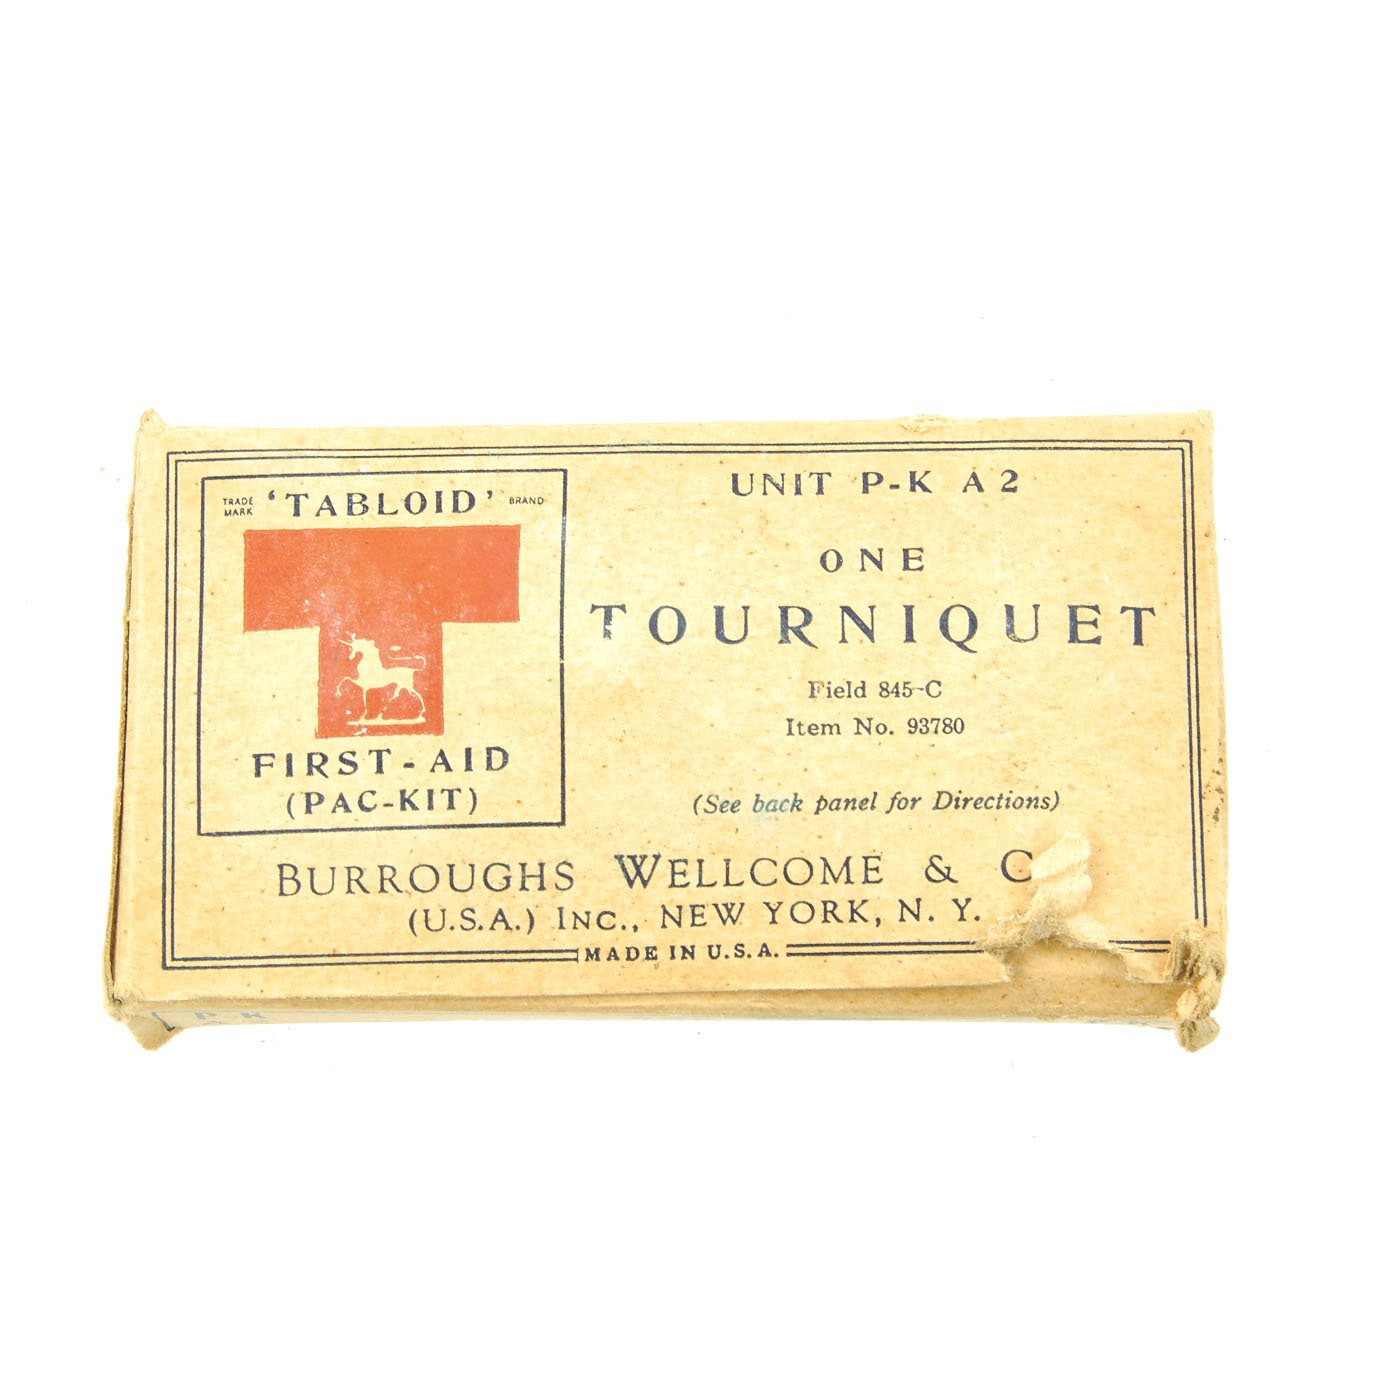 TRADE MARK 'TABLOID' BRAND
FIRST-AID
(PAC-KIT)
UNIT P-K A2
ONE
TOURNIQUET
Field 845-C
Item No. 93780
(See back panel for Directions)
BURROUGHS WELLCOME & C
(U.S.A.) INC., NEW YORK, N. Y.
MADE IN U.S.A.
P-K